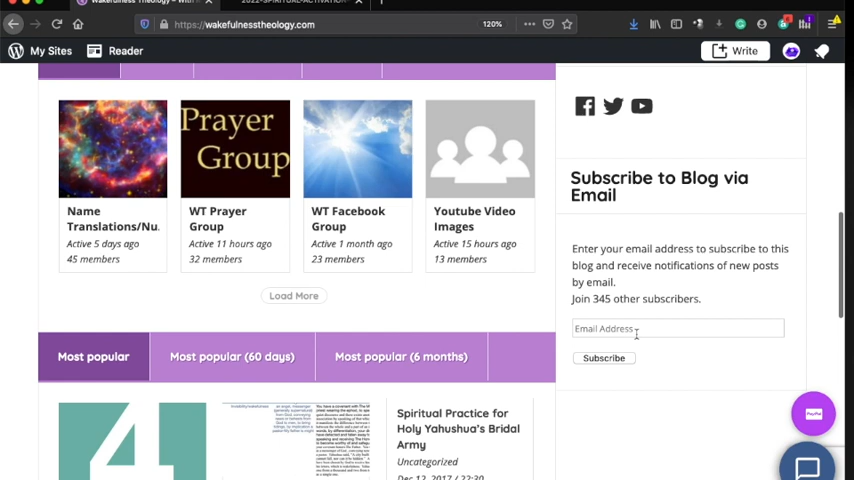 120%
https://wakefulnesstheology.com
My Sites
Reader
Write
Prayer
Group
Name
Translations/Nu.
Active 5 days ago
45 members
WT Prayer
Group
Active 11 hours ago
32 members
WT Facebook
Group
Active 1 month ago
23 members
Youtube Video
Images
Active 15 hours ago
13 members
Load More
Subscribe to Blog via
Email
Enter your email address to subscribe to this
blog and receive notifications of new posts
by email.
Join 345 other subscribers.
Email Address
Subscribe
Most popular
Most popular (60 days)
Most popular (6 months)
4
Spiritual Practice for
Holy Yahushua's Bridal
Army
Uncategorized
Dec 12, 2017 / 22:30